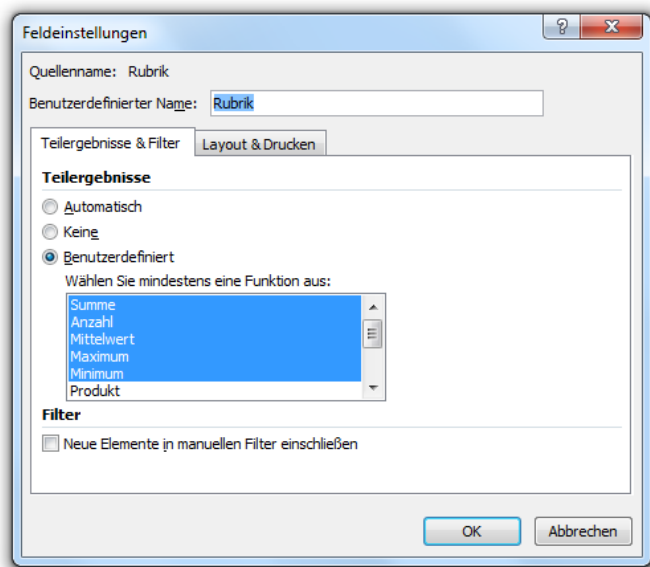 Feldeinstellungen
Quellenname: Rubrik
Benutzerdefinierter Name: Rubrik
Teilergebnisse & Filter Layout & Drucken
Teilergebnisse
Automatisch
Keine
Benutzerdefiniert
Wählen Sie mindestens eine Funktion aus:
Summe
Anzahl
Mittelwert
Maximum
Minimum
Produkt
Filter
Neue Elemente in manuellen Filter einschließen
OK Abbrechen